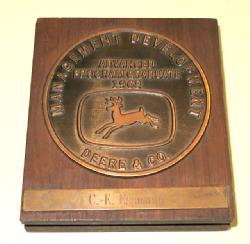 MANAGEMENT DEVELOPMENT
ADVANCED
PROGRAM GRADUATE
DEERE & CO.
C.-E.